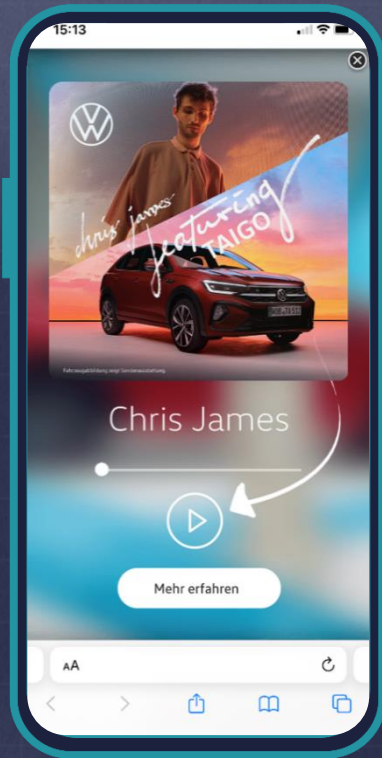 15:13
chris james
featuring
TAIGO
Fahrzeugabbildung zeigt Sonderausstattung.
Chris James
Mehr erfahren
AA